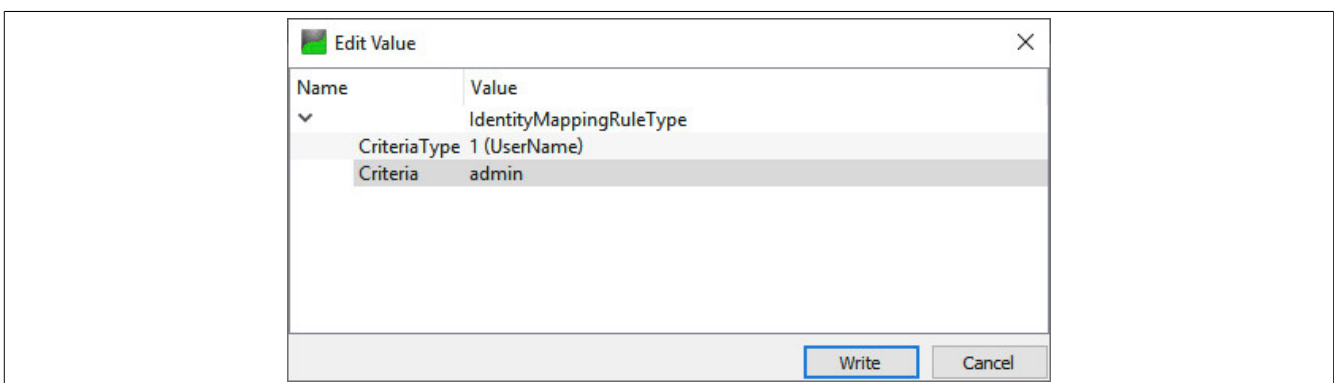 Edit Value
Name Value
IdentityMappingRuleType
CriteriaType 1 (UserName)
Criteria admin
Write Cancel